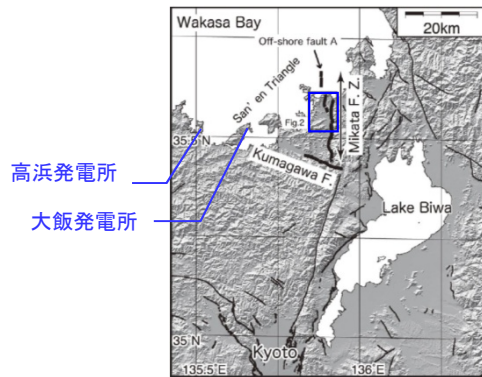 Wakasa Bay
20km
Off-shore fault A
San' en Triangle
Mikata F. Z.
Fig.2
35.5°N
Kumagawa F.
高浜発電所
大飯発電所
Lake Biwa
35°N
Kyoto
135.5°E
136°E